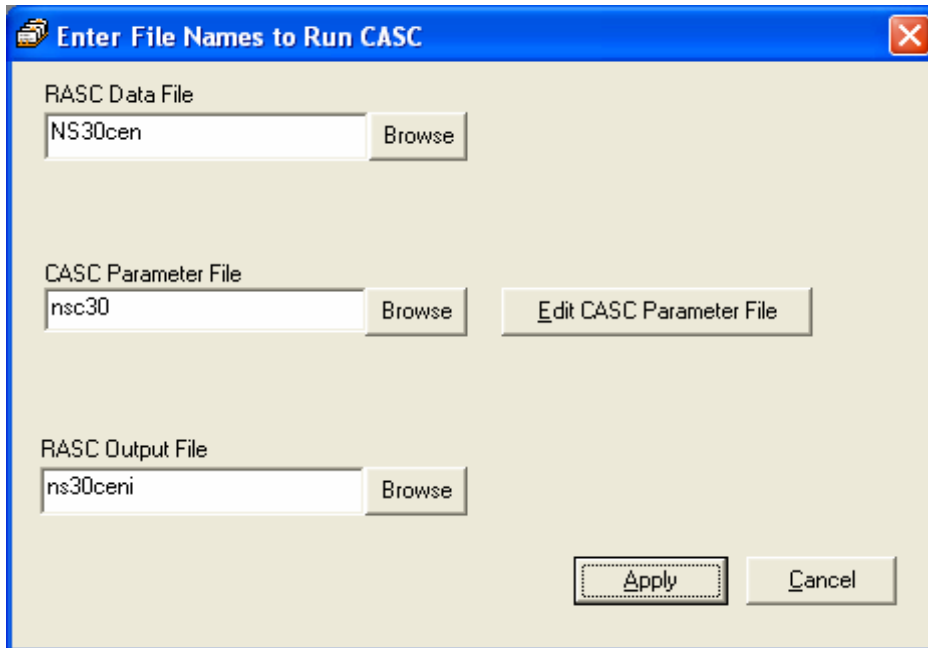 Enter File Names to Run CASC
RASC Data File
NS30cen
Browse
CASC Parameter File
nsc30
Browse
Edit CASC Parameter File
RASC Output File
ns30ceni
Browse
Apply
Cancel